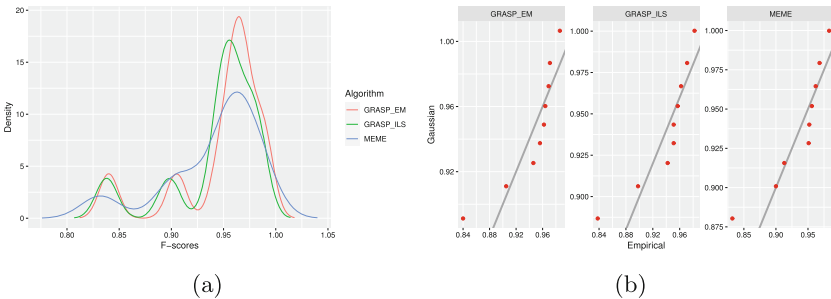 20
15
10
5
0
Density
0.80 0.85 0.90 0.95 1.00 1.05
F-scores
Algorithm
GRASP_EM
GRASP_ILS
MEME
(a)
GRASP_EM GRASP_ILS MEME
Gaussian
1.00
0.96
0.92
0.84 0.88 0.92 0.96
1.000
0.975
0.950
0.925
0.900
0.84 0.88 0.92 0.96
1.000
0.975
0.950
0.925
0.900
0.875
0.85 0.90 0.95
Empirical
(b)